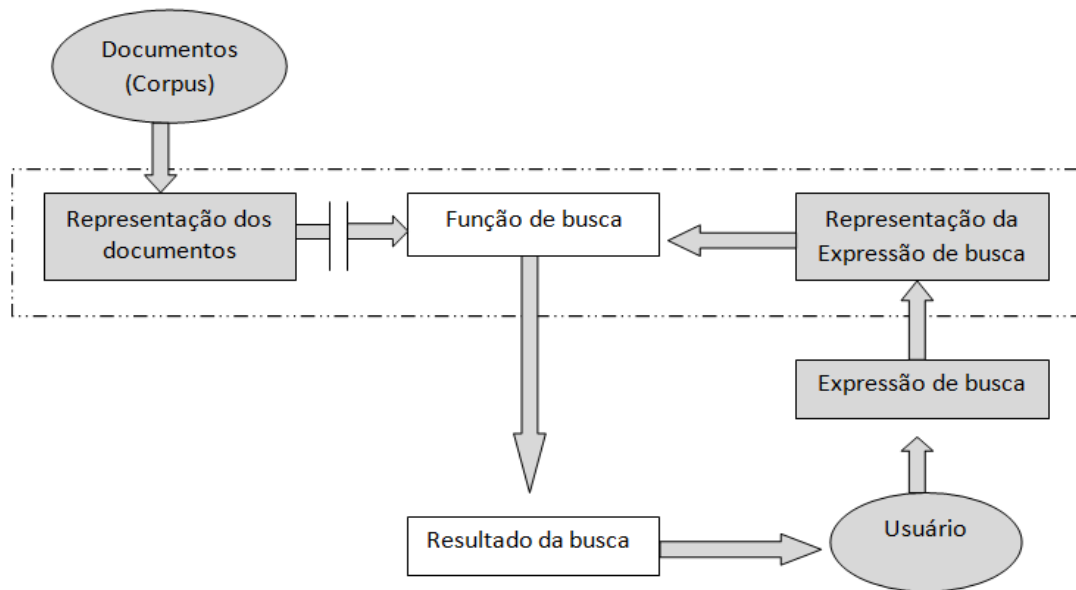 Documentos
(Corpus)
Representação dos
documentos
Função de busca
Representação da
Expressão de busca
Expressão de busca
Resultado da busca
Usuário